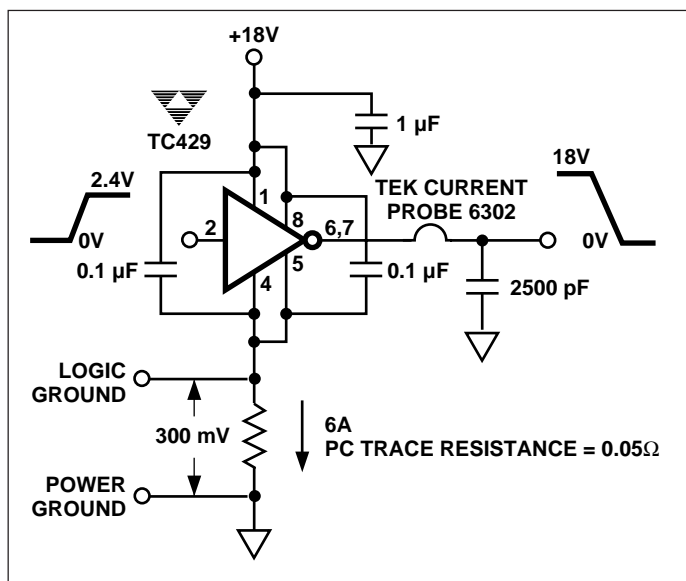 +18V
TC429
1 µF
2.4V
0V
18V
0V
TEK CURRENT
PROBE 6302
1
2
8
6,7
5
4
0.1 µF
0.1 µF
2500 pF
LOGIC
GROUND
300 mV
6A
PC TRACE RESISTANCE = 0.05Ω
POWER
GROUND